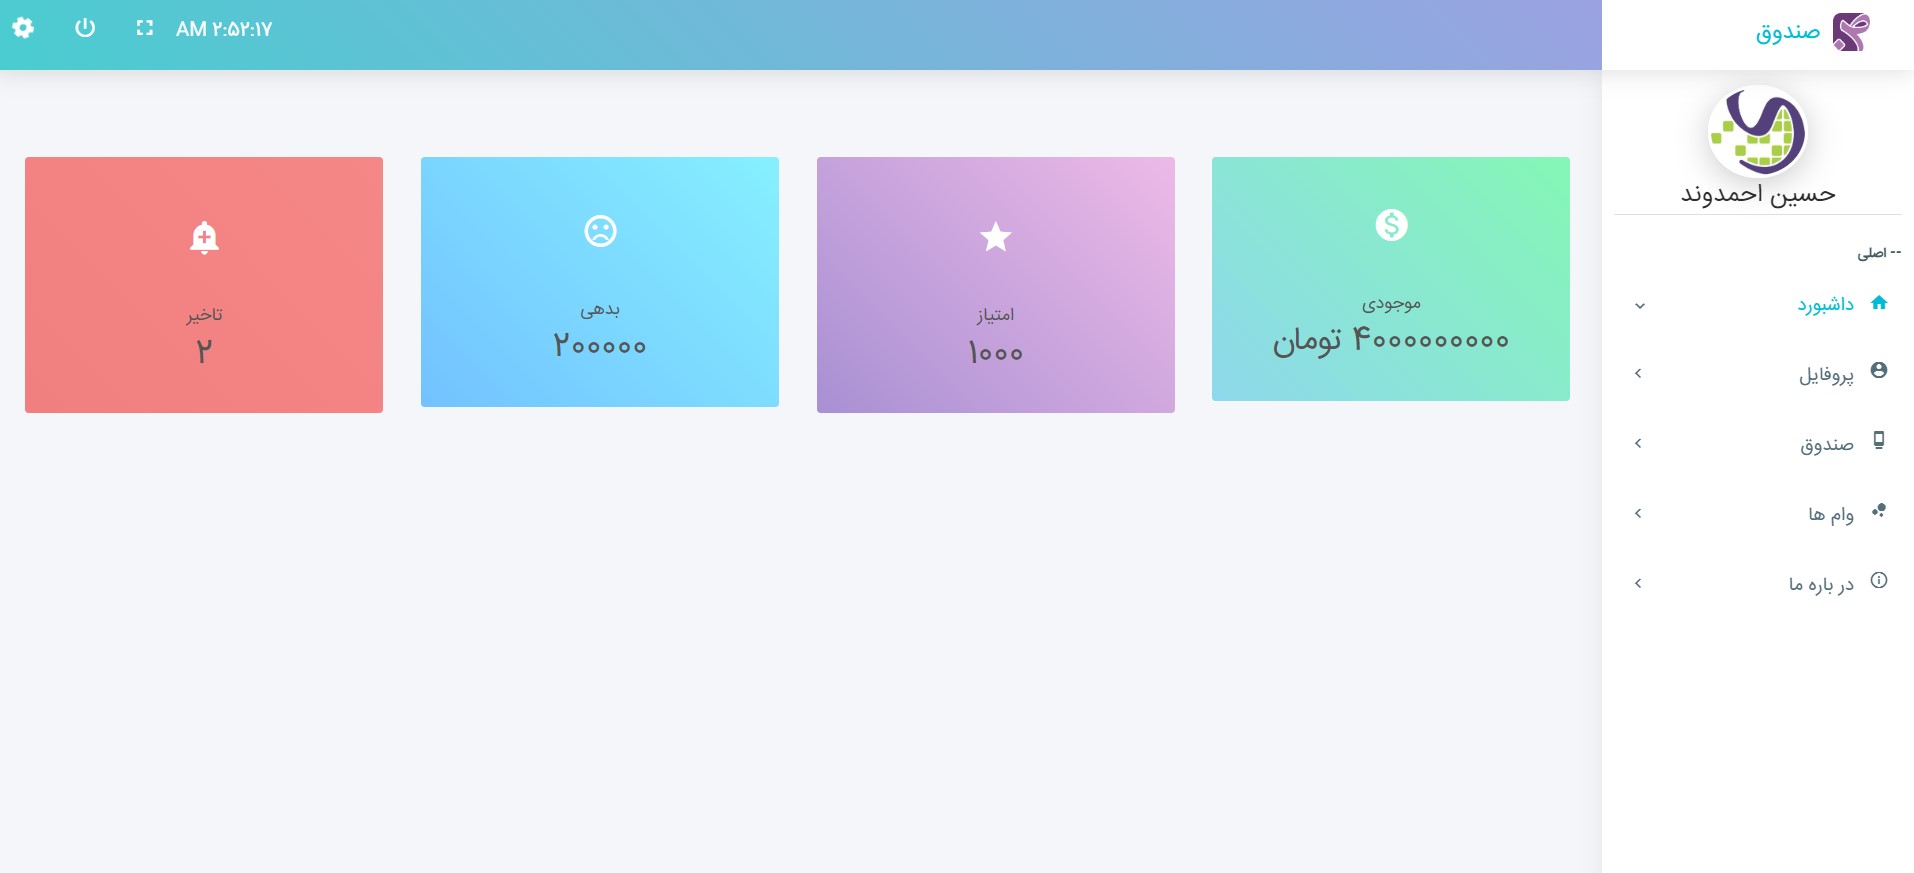 صندوق
AM ۲:۵۲:۱۷
حسین احمدوند
-- اصلی
داشبورد
پروفایل
صندوق
وام ها
در باره ما
موجودی
۴۰۰۰۰۰۰۰۰۰۰ تومان
امتیاز
۱۰۰۰
بدهی
۲۰۰۰۰۰
تاخیر
۲